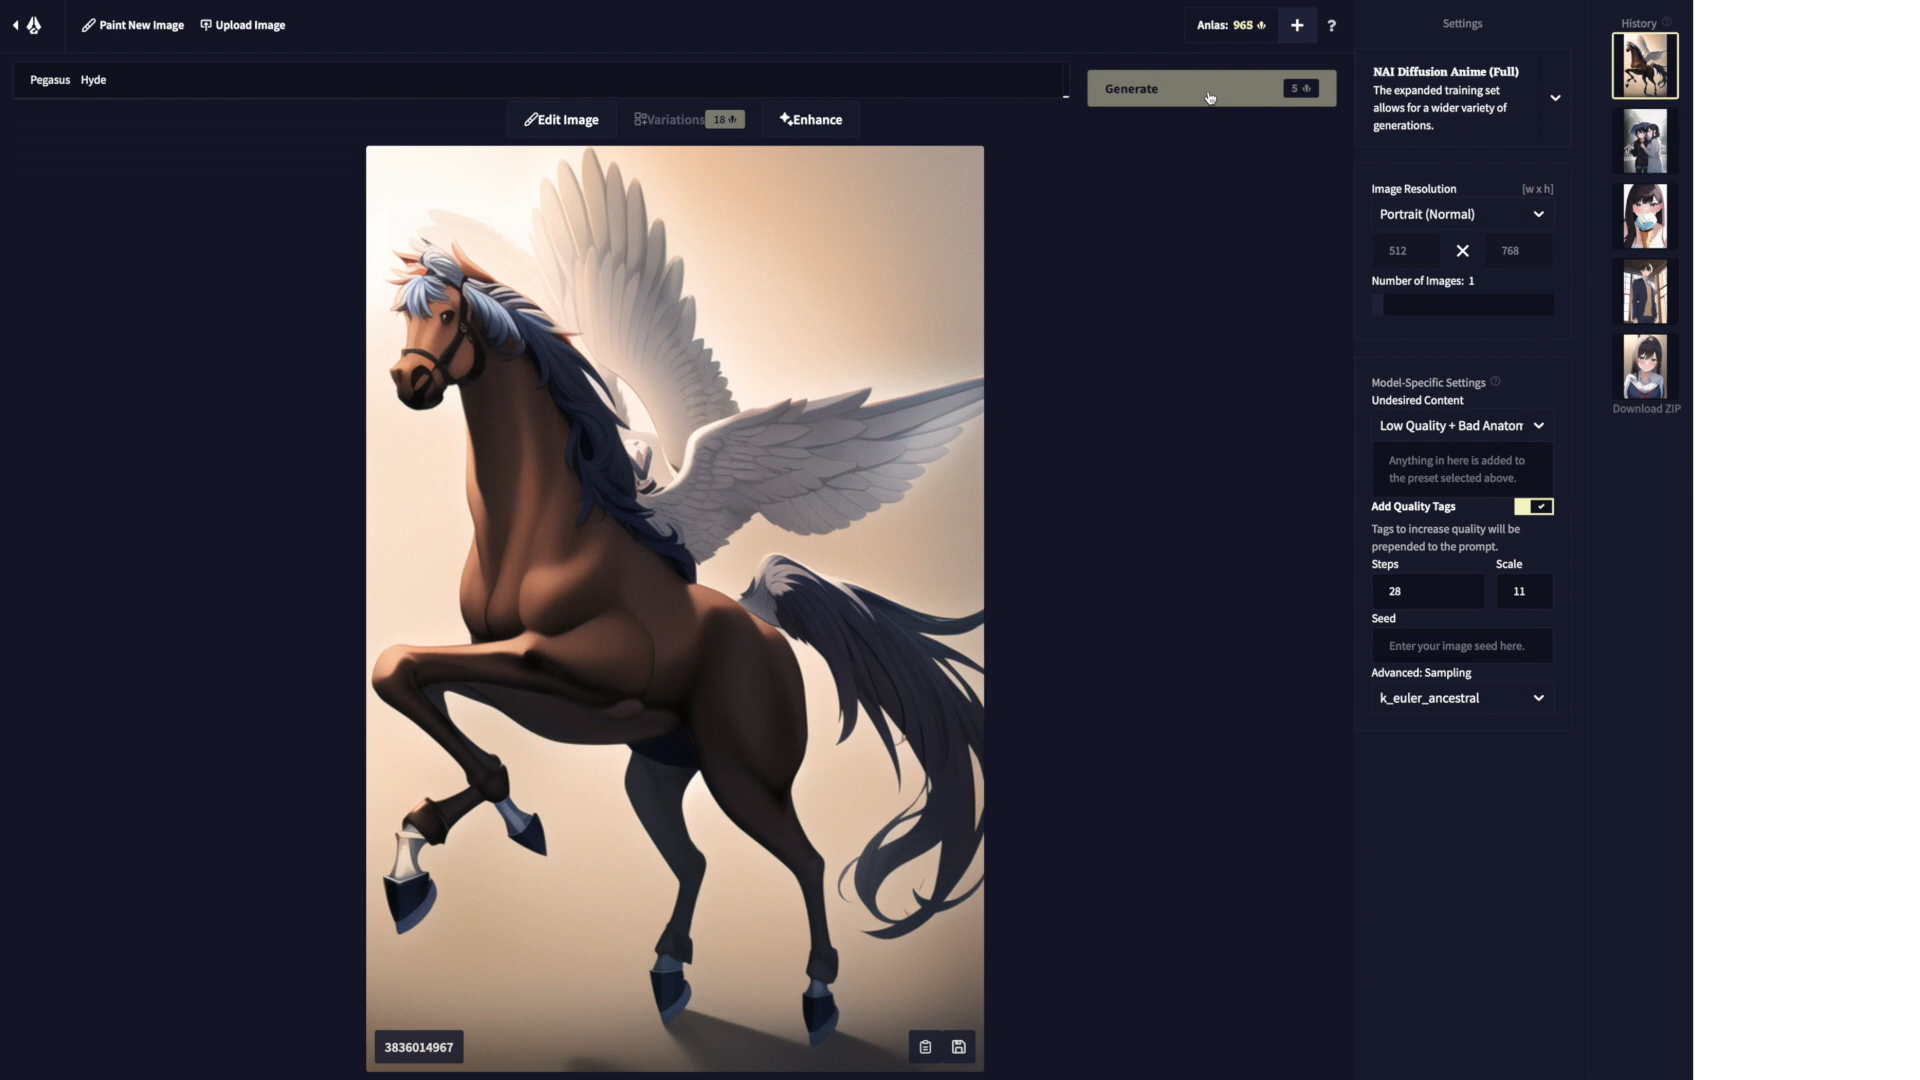 Paint New Image
Upload Image
Anlas: 965
?
Settings
History
Pegasus Hyde
Generate
5
Edit Image
Variations 18
Enhance
NAI Diffusion Anime (Full)
The expanded training set
allows for a wider variety of
generations.
Image Resolution [w x h]
Portrait (Normal)
512 768
Number of Images: 1
Model-Specific Settings
Undesired Content
Low Quality + Bad Anatom
Anything in here is added to
the preset selected above.
Add Quality Tags
Tags to increase quality will be
prepended to the prompt.
Steps Scale
28 11
Seed
Enter your image seed here.
Advanced: Sampling
k_euler_ancestral
Download ZIP
3836014967